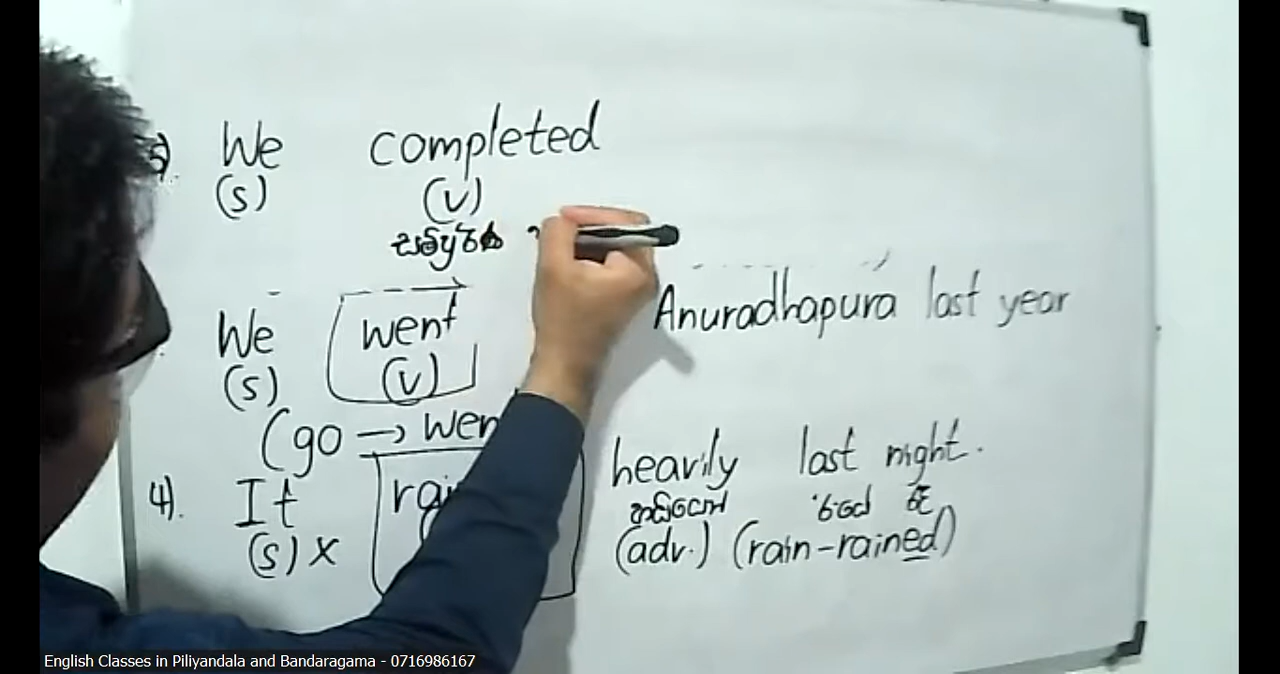 5). We completed
(s) (v)
සම්පූර්ණ
We went Anuradhapura last year
(s) (v)
(go → wen
4). It heavily last night.
තදින් ඊයේ රෑ
(s) x (adv.) (rain-rained)
English Classes in Piliyandala and Bandaragama - 0716986167